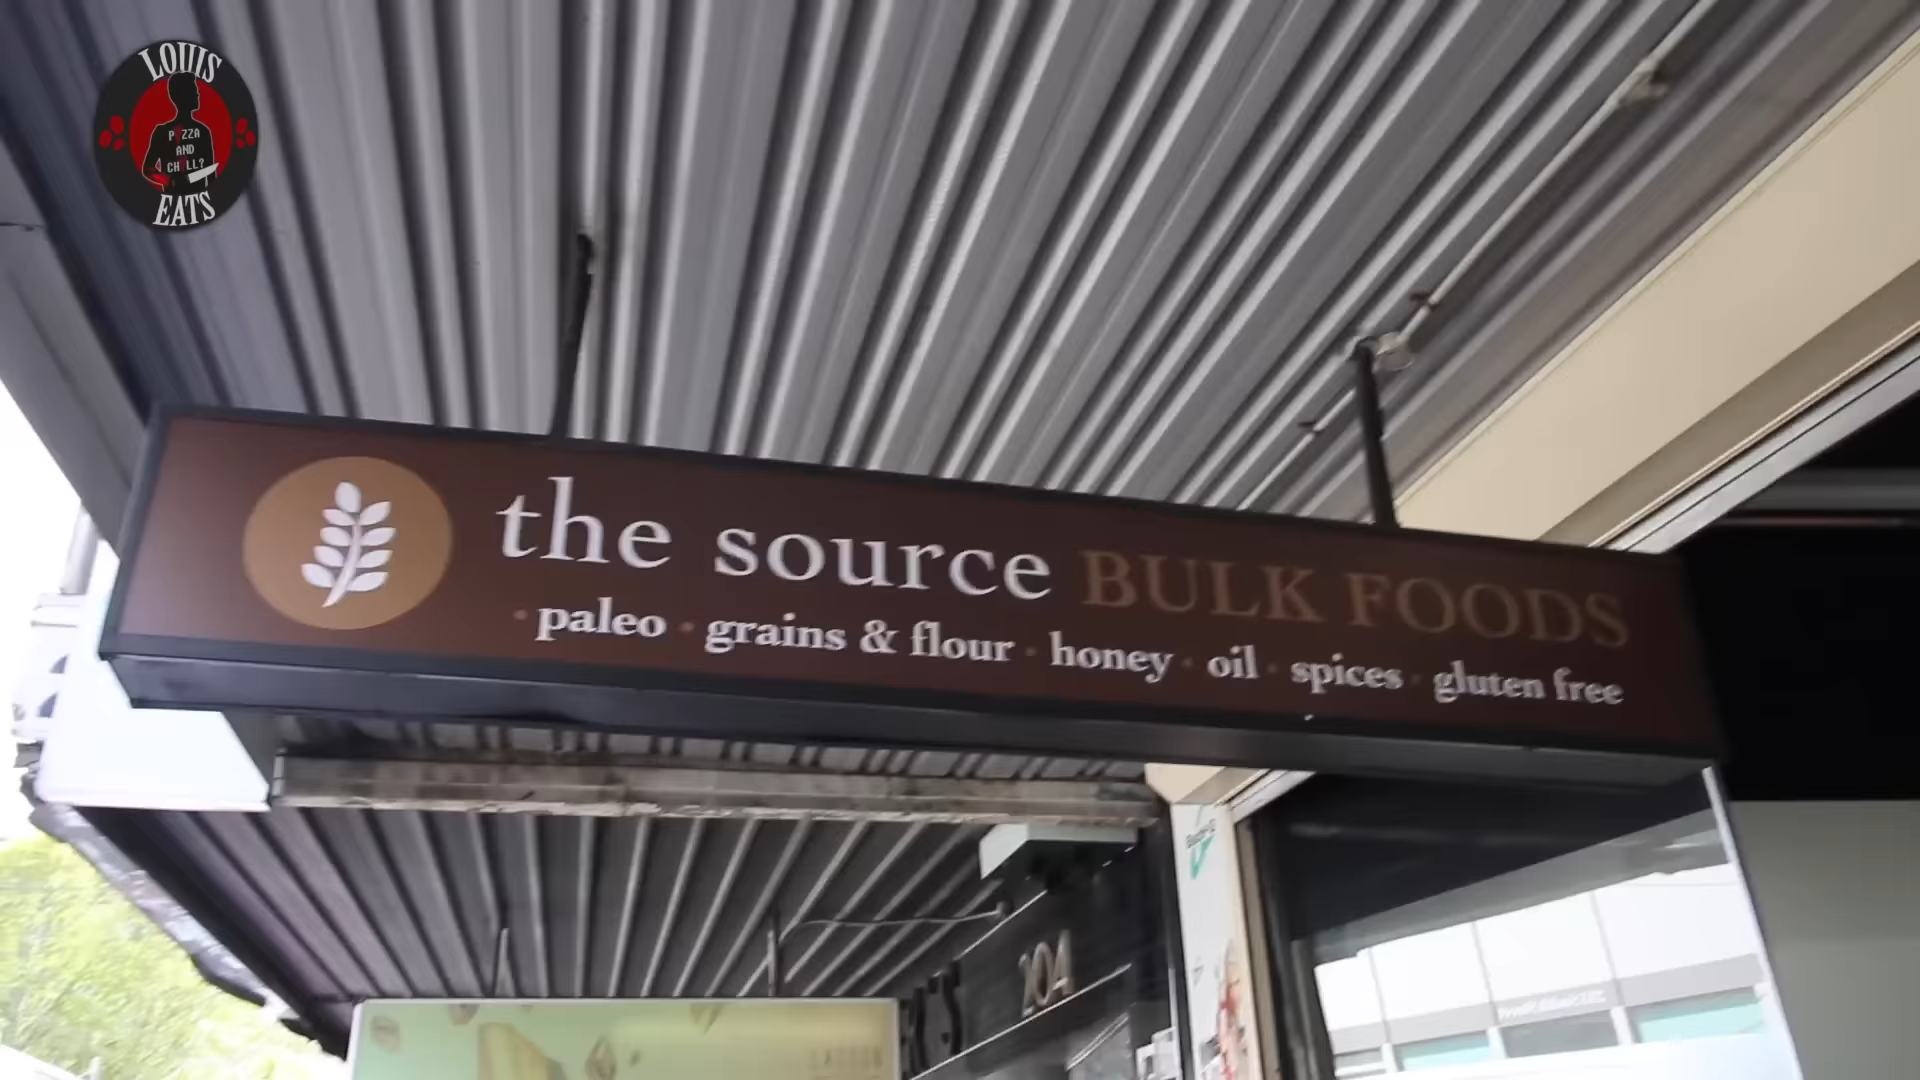 LOUIS
PIZZA
AND
CHILL?
EATS
the source BULK FOODS
· paleo · grains & flour · honey · oil · spices · gluten free
204